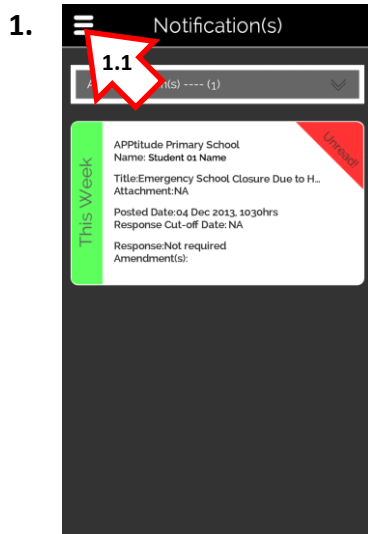 1.
Notification(s)
1.1
(s) ---- (1)
This Week
Unread!
APPtitude Primary School
Name: Student 01 Name
Title:Emergency School Closure Due to H...
Attachment:NA
Posted Date:04 Dec 2013, 1030hrs
Response Cut-off Date: NA
Response:Not required
Amendment(s):